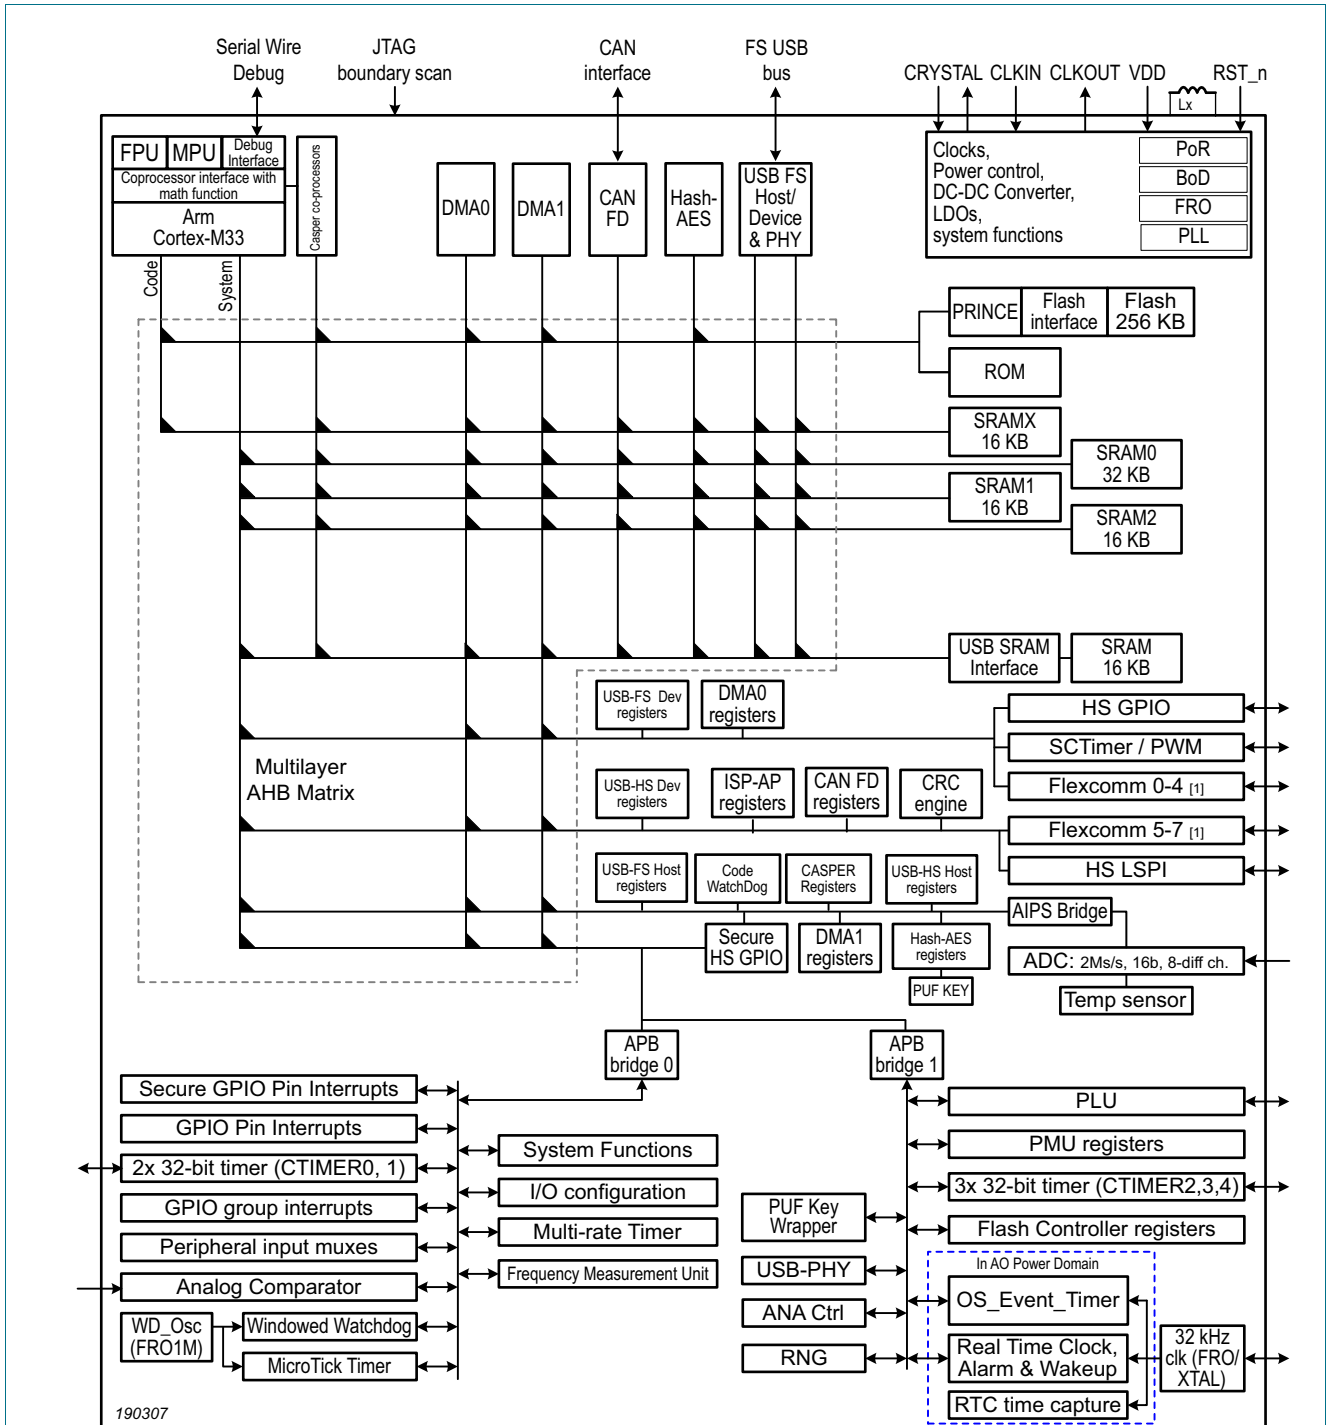 Serial Wire
Debug
JTAG
boundary scan
CAN
interface
FS USB
bus
CRYSTAL CLKIN CLKOUT VDD
RST_n
Lx
FPU
MPU
Debug
Interface
Coprocessor interface with
math function
Arm
Cortex-M33
Casper co-processors
DMA0
DMA1
CAN
FD
Hash-
AES
USB FS
Host/
Device
& PHY
Clocks,
Power control,
DC-DC Converter,
LDOs,
system functions
PoR
BoD
FRO
PLL
Code
System
PRINCE
Flash
interface
Flash
256 KB
ROM
SRAMX
16 KB
SRAM0
32 KB
SRAM1
16 KB
SRAM2
16 KB
USB SRAM
Interface
SRAM
16 KB
Multilayer
AHB Matrix
USB-FS Dev
registers
DMA0
registers
HS GPIO
SCTimer / PWM
Flexcomm 0-4 [1]
USB-HS Dev
registers
ISP-AP
registers
CAN FD
registers
CRC
engine
Flexcomm 5-7 [1]
HS LSPI
USB-FS Host
registers
Code
WatchDog
CASPER
Registers
USB-HS Host
registers
AIPS Bridge
Secure
HS GPIO
DMA1
registers
Hash-AES
registers
PUF KEY
ADC: 2Ms/s, 16b, 8-diff ch.
Temp sensor
APB
bridge 0
APB
bridge 1
Secure GPIO Pin Interrupts
GPIO Pin Interrupts
2x 32-bit timer (CTIMER0, 1)
GPIO group interrupts
Peripheral input muxes
Analog Comparator
WD_Osc
(FRO1M)
Windowed Watchdog
MicroTick Timer
System Functions
I/O configuration
Multi-rate Timer
Frequency Measurement Unit
PUF Key
Wrapper
USB-PHY
ANA Ctrl
RNG
PLU
PMU registers
3x 32-bit timer (CTIMER2,3,4)
Flash Controller registers
In AO Power Domain
OS_Event_Timer
Real Time Clock,
Alarm & Wakeup
RTC time capture
32 kHz
clk (FRO/
XTAL)
190307